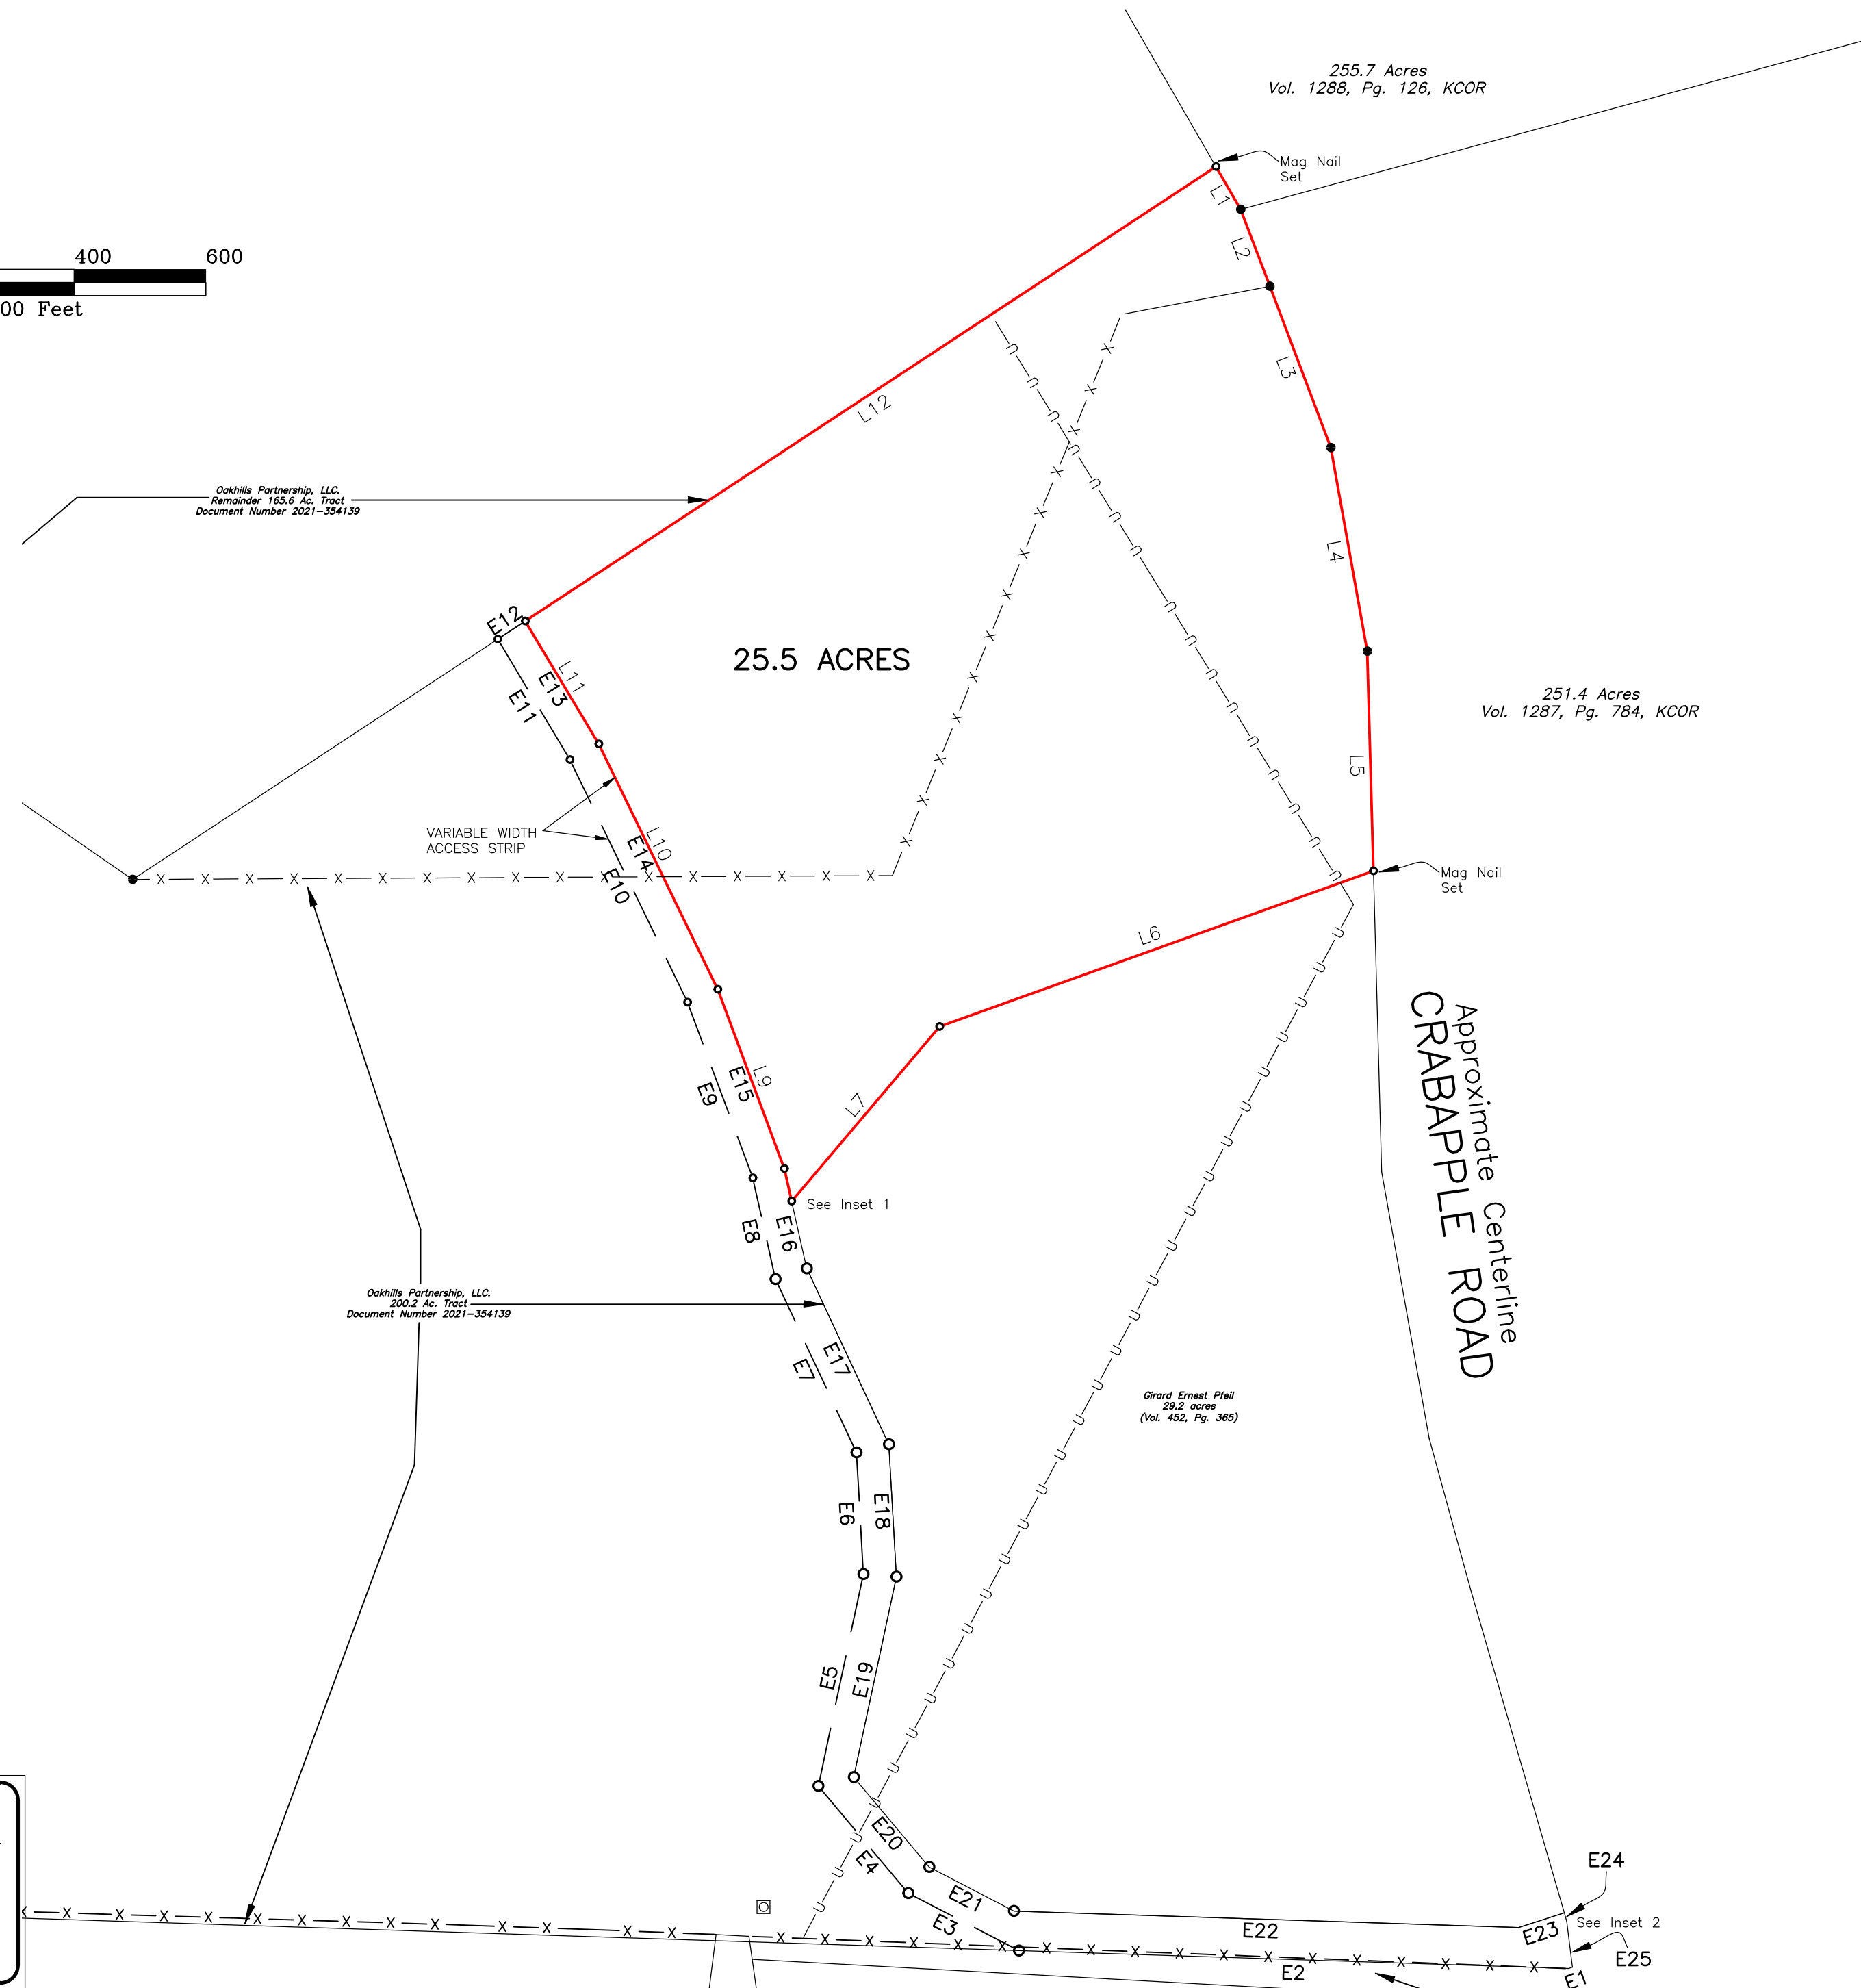 255.7 Acres
Vol. 1288, Pg. 126, KCOR
Mag Nail
Set
L1
L2
400 600
00 Feet
L3
L12
Oakhills Partnership, LLC.
Remainder 165.6 Ac. Tract
Document Number 2021-354139
L4
E12
25.5 ACRES
L11
E13
E11
251.4 Acres
Vol. 1287, Pg. 784, KCOR
L5
VARIABLE WIDTH
ACCESS STRIP
L10
E14
E10
Mag Nail
Set
L6
Approximate Centerline
CRABAPPLE ROAD
L9
E15
E9
L7
See Inset 1
E16
E8
Oakhills Partnership, LLC.
200.2 Ac. Tract
Document Number 2021-354139
E17
E7
Girard Ernest Pfeil
29.2 acres
(Vol. 452, Pg. 365)
E18
E6
E19
E5
E20
E4
E24
E21
E3
E22
E23
See Inset 2
E25
E2
E1